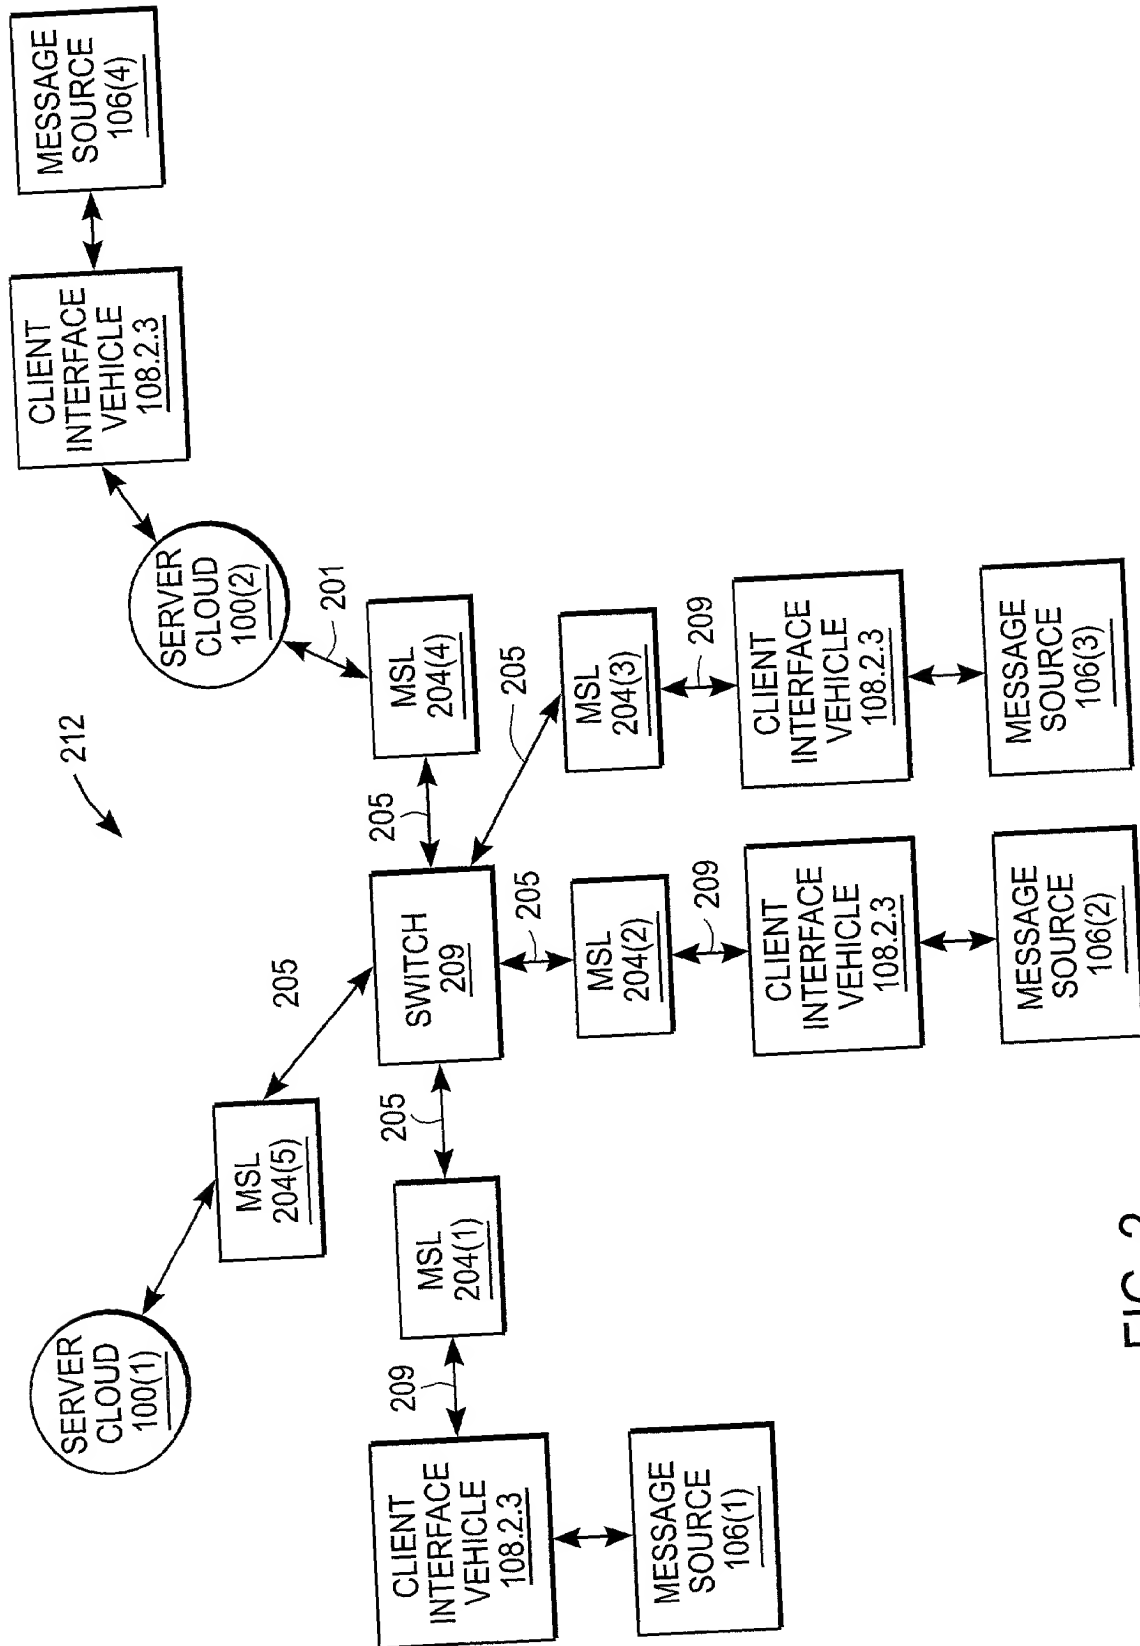 SERVER
CLOUD
100(1)
212
SERVER
CLOUD
100(2)
CLIENT
INTERFACE
VEHICLE
108.2.3
MESSAGE
SOURCE
106(4)
MSL
204(5)
205
201
CLIENT
INTERFACE
VEHICLE
108.2.3
209
MSL
204(1)
205
SWITCH
209
205
MSL
204(4)
205
205
MESSAGE
SOURCE
106(1)
MSL
204(2)
MSL
204(3)
209
209
CLIENT
INTERFACE
VEHICLE
108.2.3
CLIENT
INTERFACE
VEHICLE
108.2.3
MESSAGE
SOURCE
106(2)
MESSAGE
SOURCE
106(3)
FIG. 2